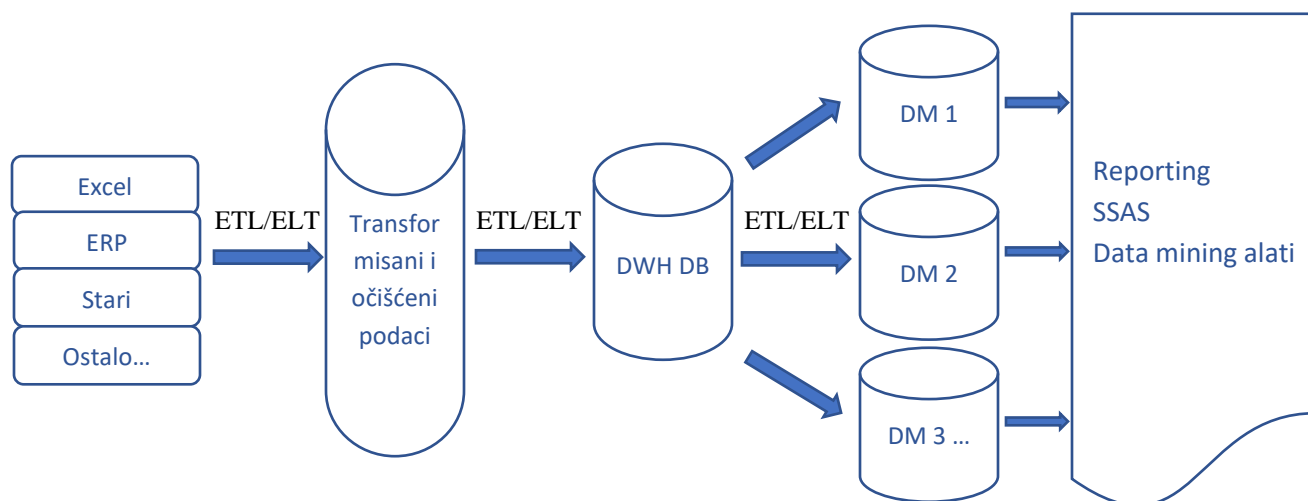 Excel
ERP
Stari
Ostalo...
ETL/ELT
Transfor
misani i
očišćeni
podaci
ETL/ELT
DWH DB
ETL/ELT
DM 1
DM 2
DM 3 ...
Reporting
SSAS
Data mining alati